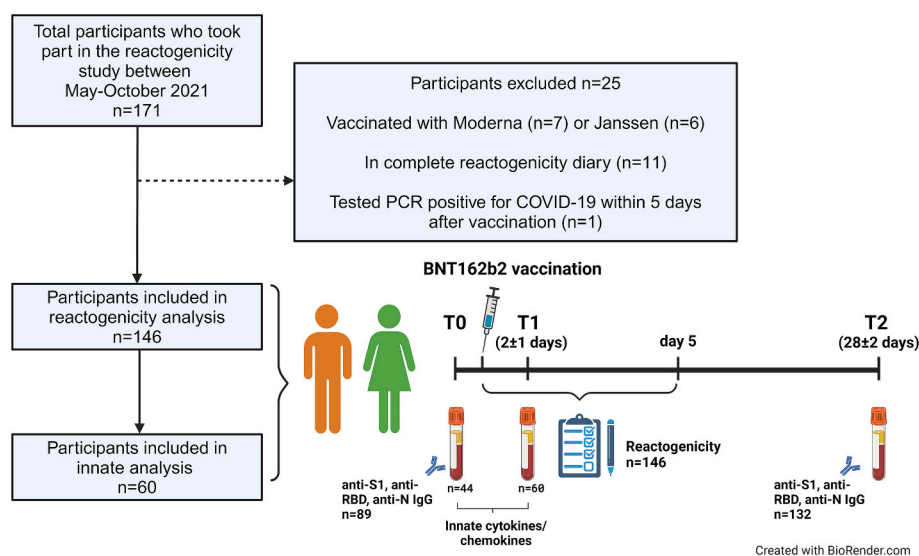 Total participants who took
part in the reactogenicity
study between
May-October 2021
n=171
Participants excluded n=25
Vaccinated with Moderna (n=7) or Janssen (n=6)
In complete reactogenicity diary (n=11)
Tested PCR positive for COVID-19 within 5 days
after vaccination (n=1)
Participants included in
reactogenicity analysis
n=146
Participants included in
innate analysis
n=60
BNT162b2 vaccination
T0
T1
(2±1 days)
day 5
T2
(28±2 days)
Reactogenicity
n=146
anti-S1, anti-
RBD, anti-N IgG
n=89
n=44
n=60
Innate cytokines/
chemokines
anti-S1, anti-
RBD, anti-N IgG
n=132
Created with BioRender.com